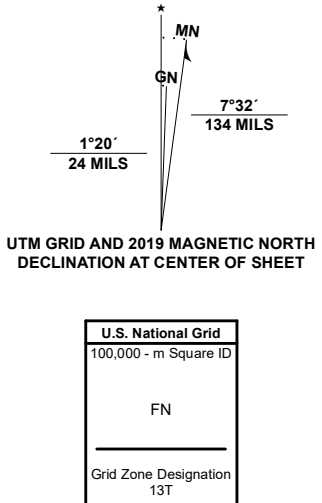 MN
GN
7°32´
134 MILS
1°20´
24 MILS
UTM GRID AND 2019 MAGNETIC NORTH
DECLINATION AT CENTER OF SHEET
U.S. National Grid
100,000 - m Square ID
FN
Grid Zone Designation
13T